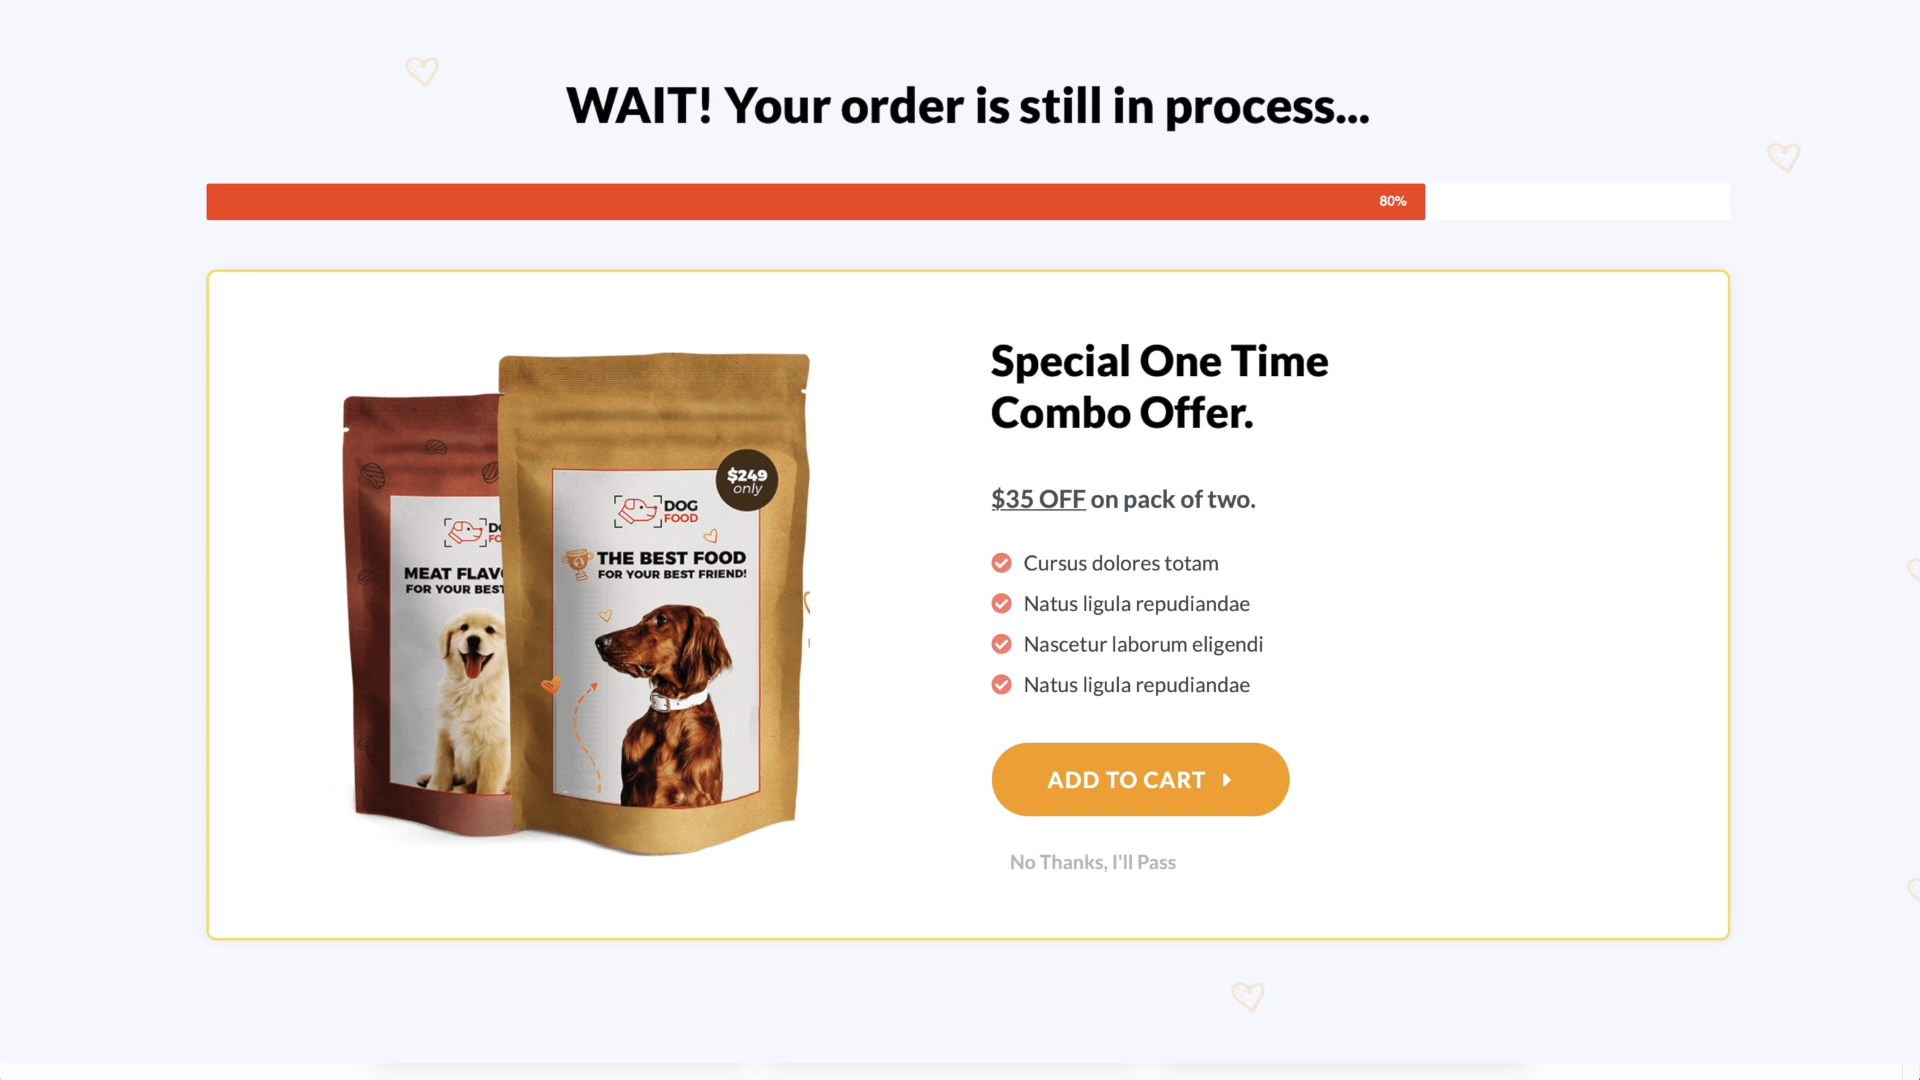 WAIT! Your order is still in process...
80%
$249
only
DOG
FOOD
THE BEST FOOD
FOR YOUR BEST FRIEND!
MEAT
FOR YOUR
Special One Time
Combo Offer.
$35 OFF on pack of two.
Cursus dolores totam
Natus ligula repudiandae
Nascetur laborum eligendi
Natus ligula repudiandae
ADD TO CART
No Thanks, I'll Pass